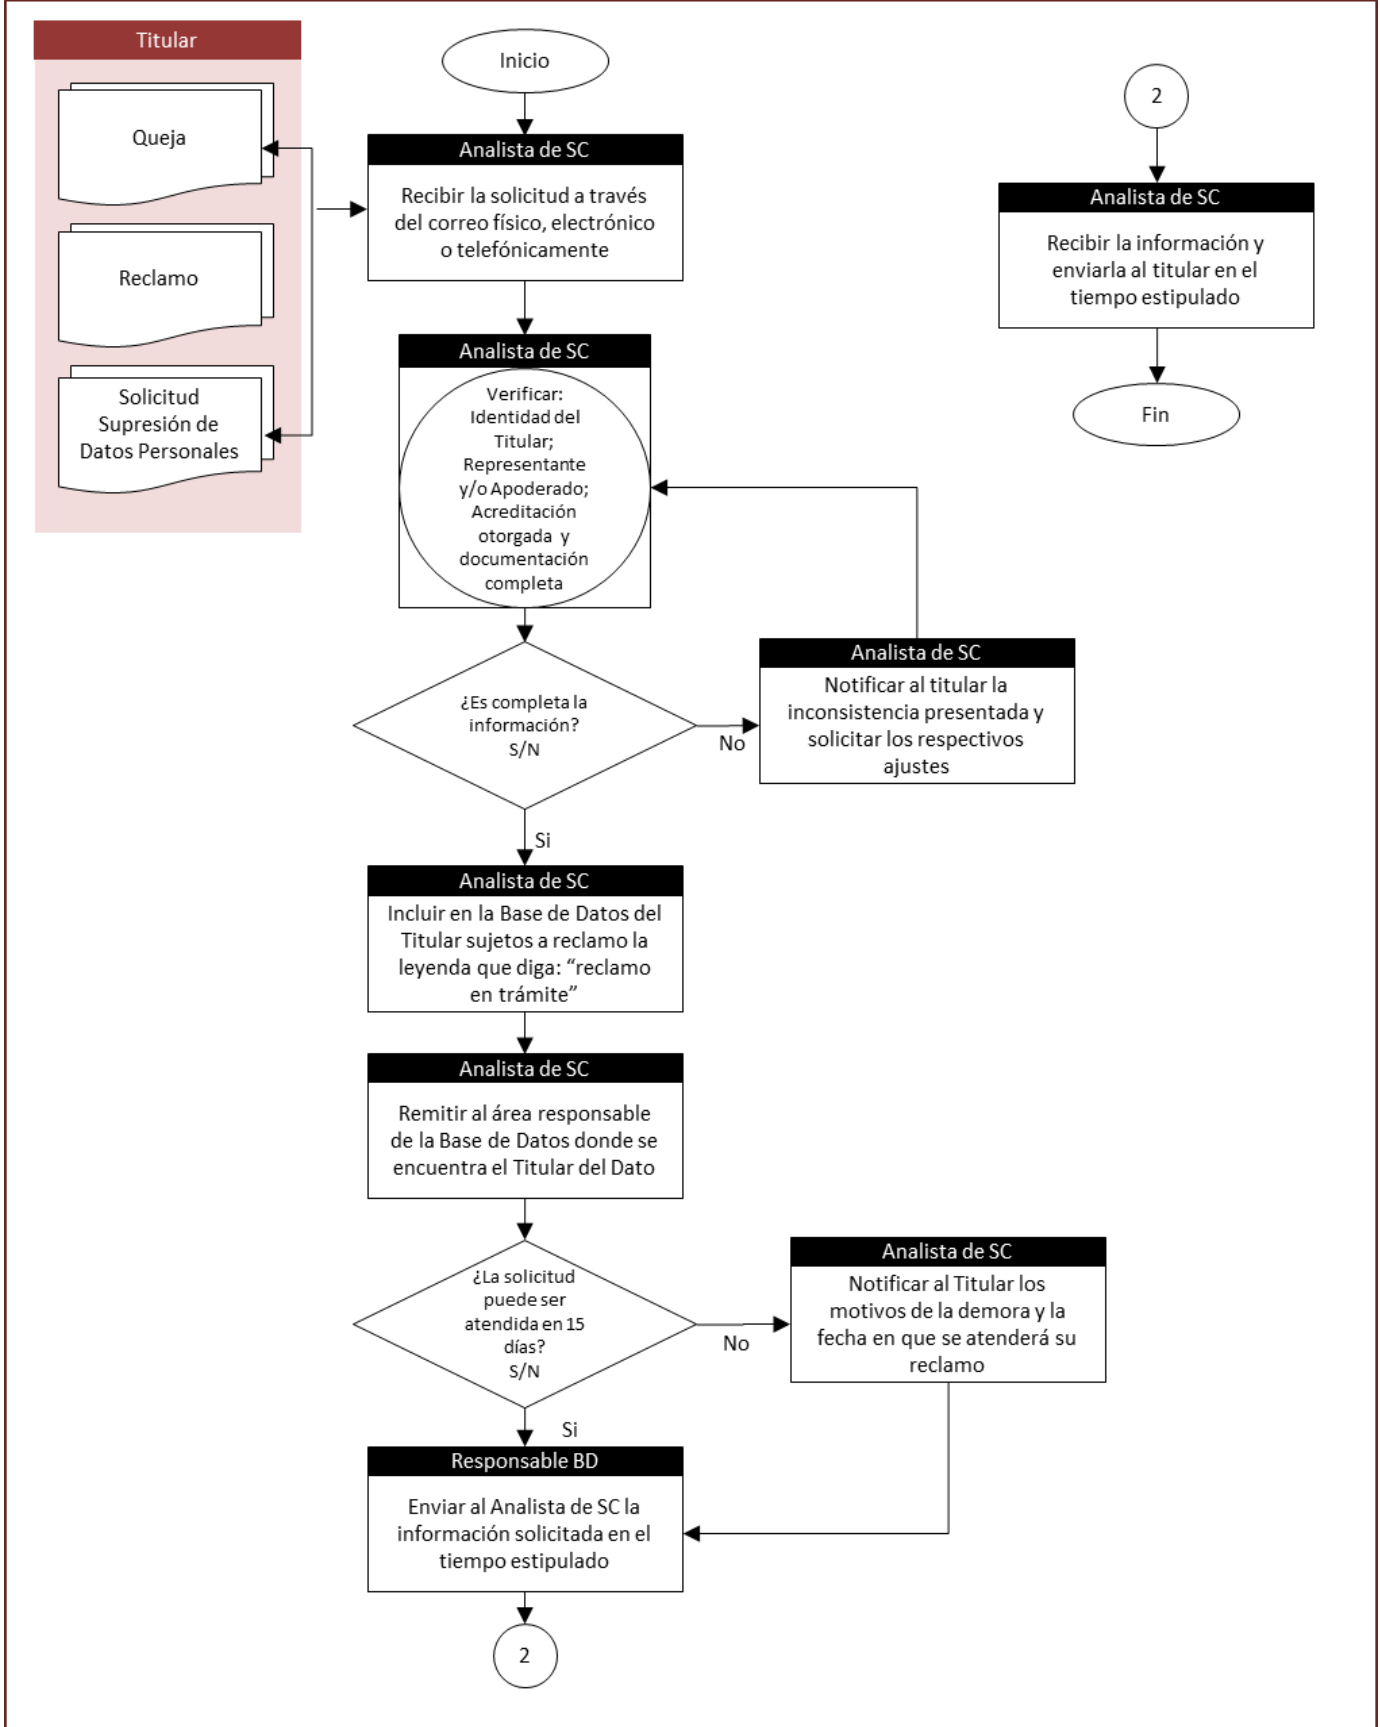 Titular
Queja
Reclamo
Solicitud
Supresión de
Datos Personales
Inicio
Analista de SC
Recibir la solicitud a través
del correo físico, electrónico
o telefónicamente
Analista de SC
Verificar:
Identidad del
Titular;
Representante
y/o Apoderado;
Acreditación
otorgada y
documentación
completa
¿Es completa la
información?
S/N
No
Analista de SC
Notificar al titular la
inconsistencia presentada y
solicitar los respectivos
ajustes
Si
Analista de SC
Incluir en la Base de Datos del
Titular sujetos a reclamo la
leyenda que diga: “reclamo
en trámite”
Analista de SC
Remitir al área responsable
de la Base de Datos donde se
encuentra el Titular del Dato
¿La solicitud
puede ser
atendida en 15
días?
S/N
No
Analista de SC
Notificar al Titular los
motivos de la demora y la
fecha en que se atenderá su
reclamo
Si
Responsable BD
Enviar al Analista de SC la
información solicitada en el
tiempo estipulado
2
2
Analista de SC
Recibir la información y
enviarla al titular en el
tiempo estipulado
Fin